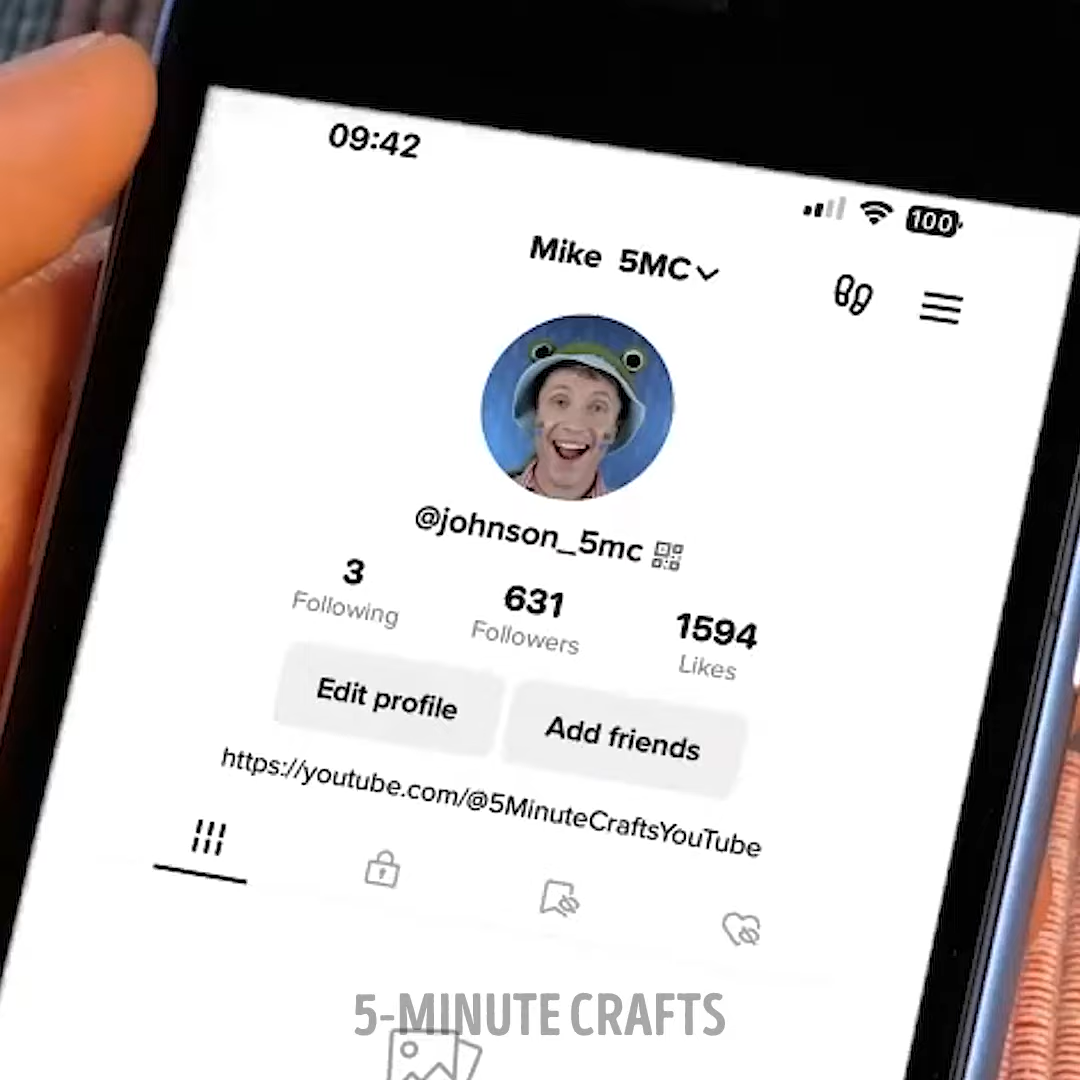 09:42
100
Mike 5MC
@johnson_5mc
3 631 1594
Following Followers Likes
Edit profile Add friends
https://youtube.com/@5MinuteCraftsYouTube
5-MINUTE CRAFTS